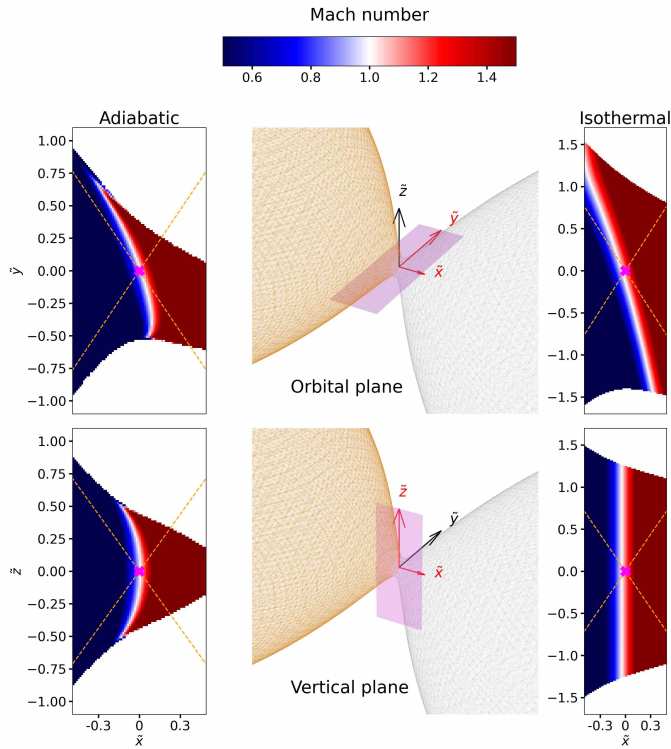 Mach number
0.6 0.8 1.0 1.2 1.4
Adiabatic
Isothermal
1.00
0.75
0.50
0.25
0.00
−0.25
−0.50
−0.75
−1.00
ỹ
z̃
ỹ
x̃
Orbital plane
1.5
1.0
0.5
0.0
−0.5
−1.0
−1.5
1.00
0.75
0.50
0.25
0.00
−0.25
−0.50
−0.75
−1.00
z̃
-0.3 0 0.3
x̃
z̃
ỹ
x̃
Vertical plane
1.5
1.0
0.5
0.0
−0.5
−1.0
−1.5
-0.3 0 0.3
x̃